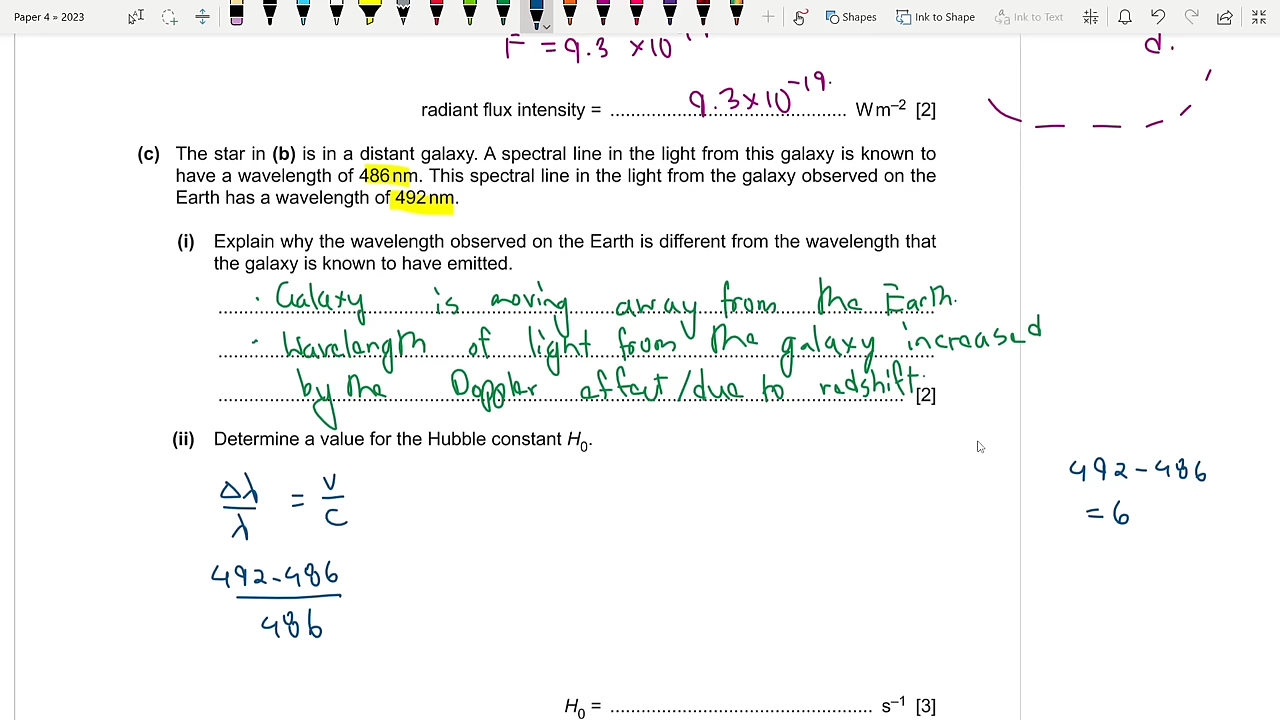 Paper 4 » 2023
Shapes
Ink to Shape
Ink to Text
F = 9.3 × 10
d.
radiant flux intensity = 9.3×10⁻¹⁹. W m⁻² [2]
(c) The star in (b) is in a distant galaxy. A spectral line in the light from this galaxy is known to
have a wavelength of 486 nm. This spectral line in the light from the galaxy observed on the
Earth has a wavelength of 492 nm.
(i) Explain why the wavelength observed on the Earth is different from the wavelength that
the galaxy is known to have emitted.
· Galaxy is moving away from the Earth.
· Wavelength of light from the galaxy increased
by the Doppler effect/due to redshift. [2]
(ii) Determine a value for the Hubble constant H₀.
Δλ/λ = v/c
492-486
486
492-486
= 6
H₀ = ................................................ s⁻¹ [3]